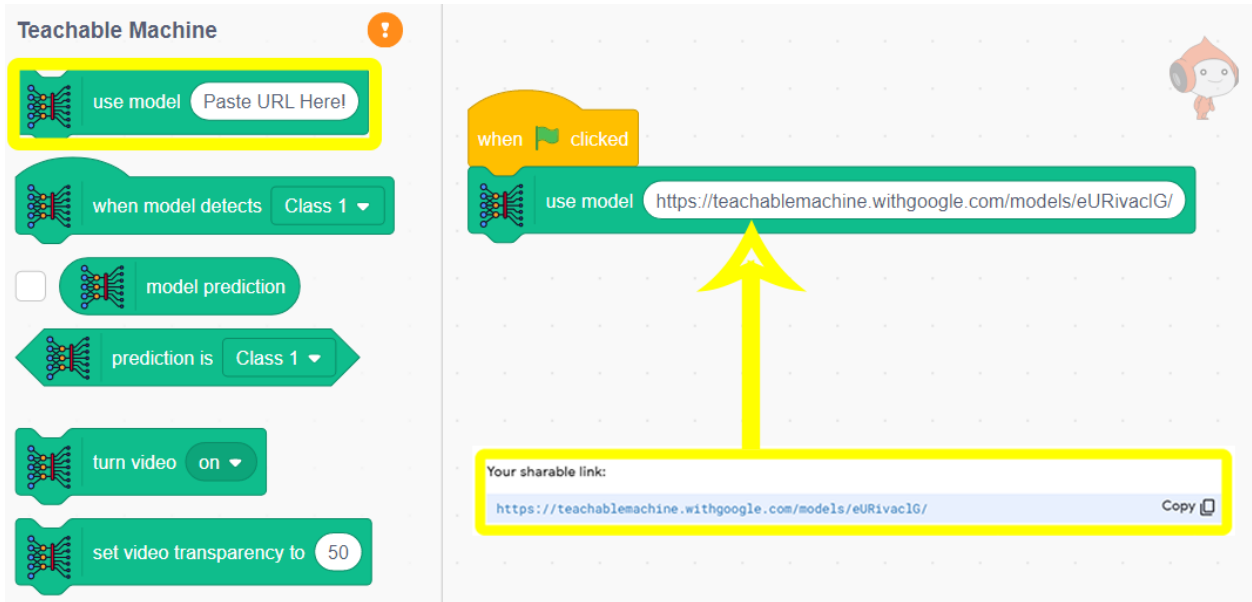 Teachable Machine
use model Paste URL Here!
when model detects Class 1
model prediction
prediction is Class 1
turn video on
set video transparency to 50
when clicked
use model https://teachablemachine.withgoogle.com/models/eURivaclG/
Your sharable link:
https://teachablemachine.withgoogle.com/models/eURivaclG/ Copy